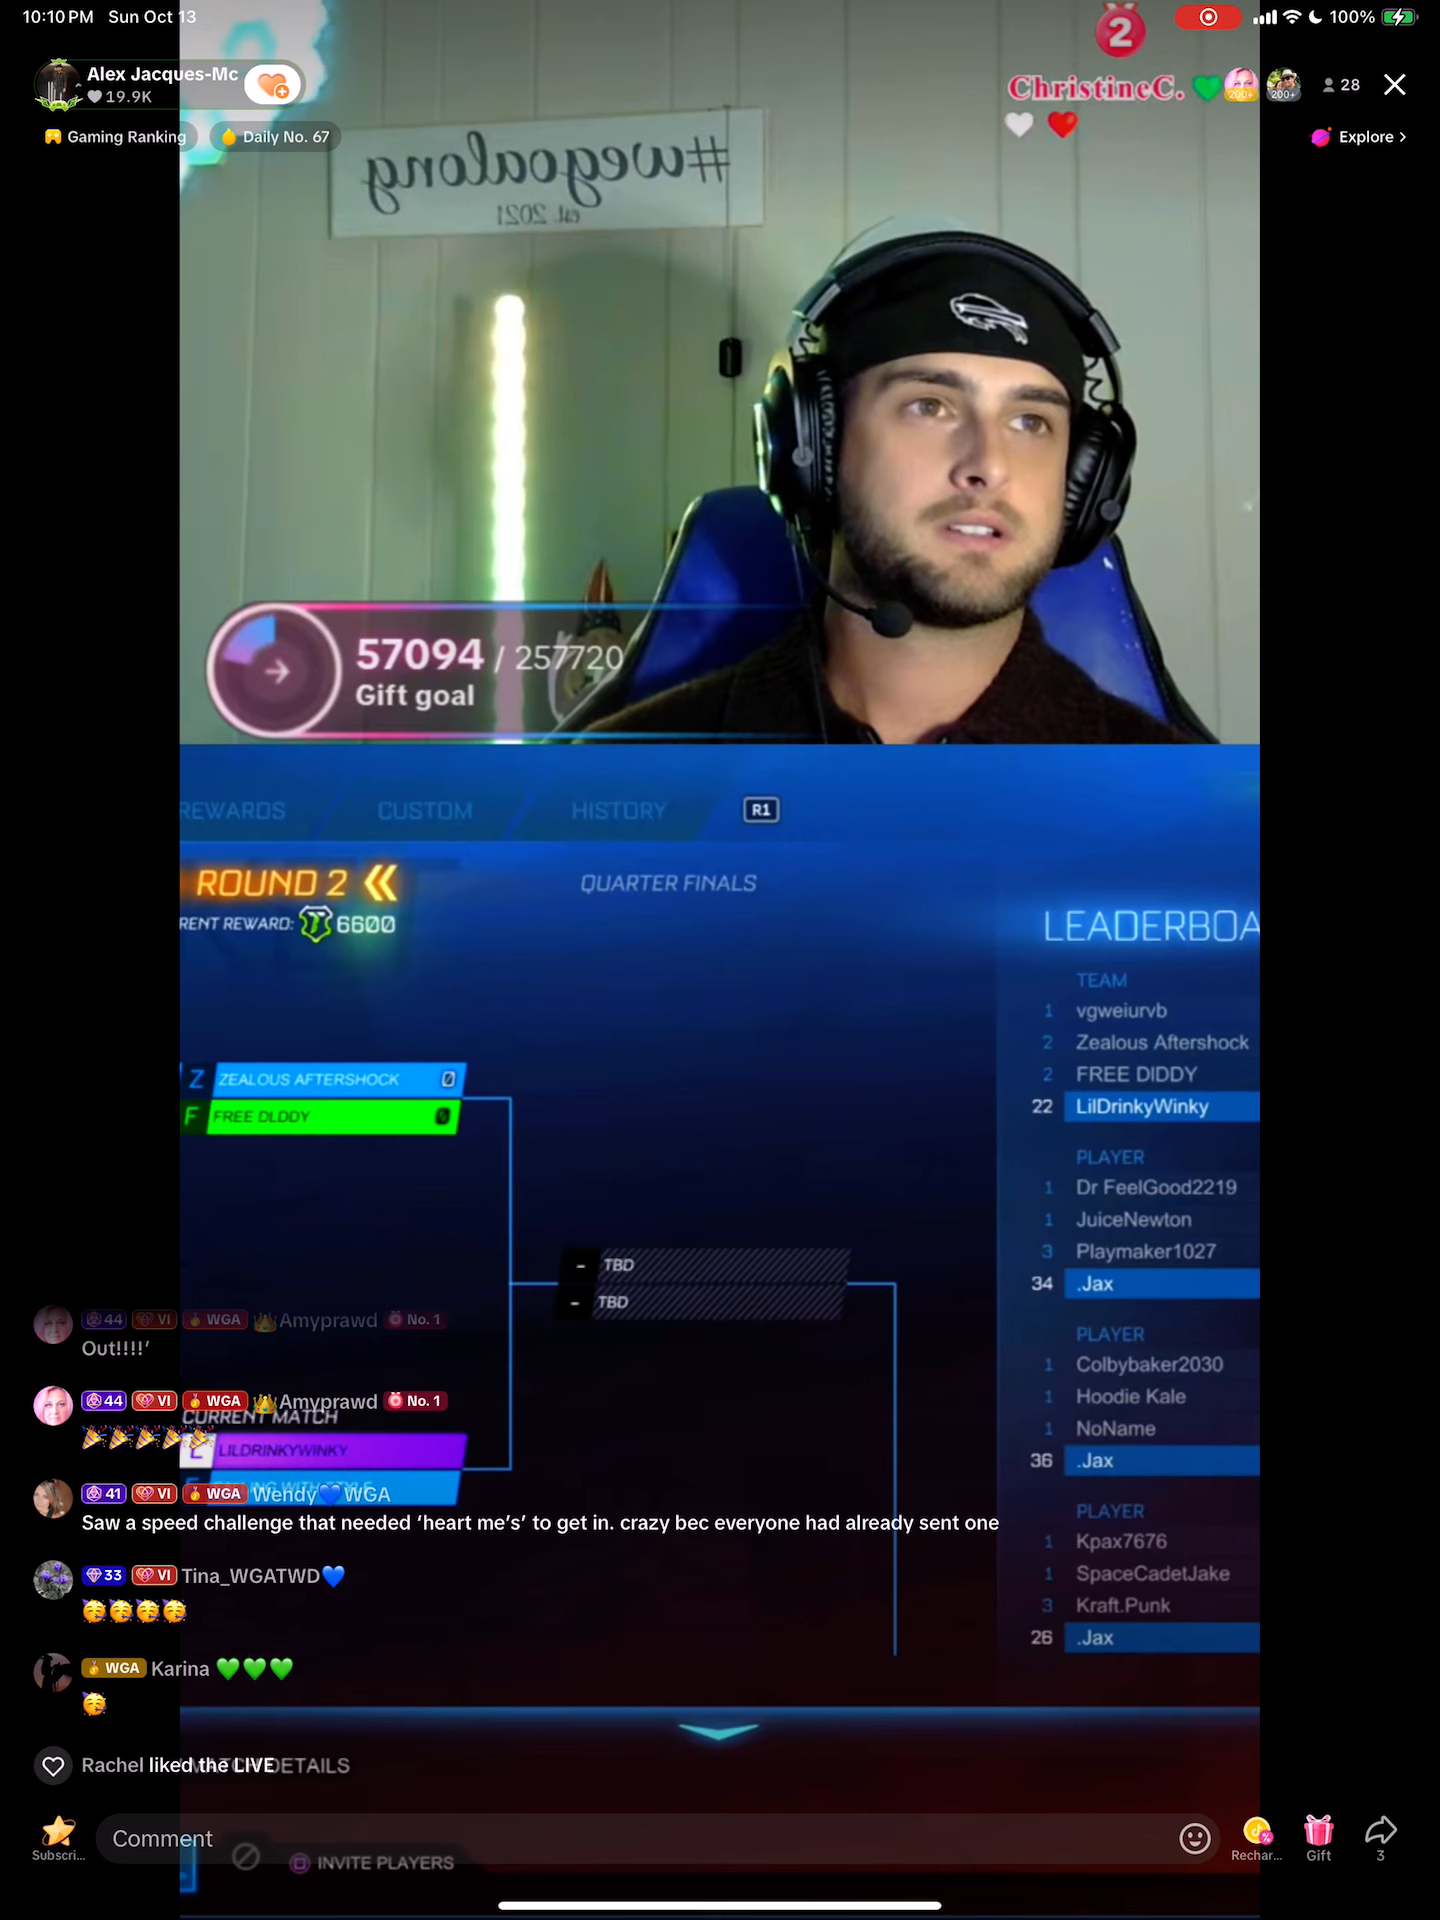 10:10 PM Sun Oct 13
100%
2
Alex Jacques-Mc
19.9K
ChristineC.
200+
200+
28
Gaming Ranking
Daily No. 67
Explore >
#wegoalong
est. 2021
57094 / 257720
Gift goal
REWARDS
CUSTOM
HISTORY
R1
ROUND 2
QUARTER FINALS
RENT REWARD: 6600
LEADERBOA
TEAM
1 vgweiurvb
2 Zealous Aftershock
2 FREE DIDDY
22 LilDrinkyWinky
Z ZEALOUS AFTERSHOCK 0
F FREE DLDDY 0
PLAYER
1 Dr FeelGood2219
1 JuiceNewton
3 Playmaker1027
34 .Jax
- TBD
- TBD
PLAYER
1 Colbybaker2030
1 Hoodie Kale
1 NoName
36 .Jax
PLAYER
1 Kpax7676
1 SpaceCadetJake
3 Kraft.Punk
26 .Jax
44 VI WGA 👑Amyprawd No. 1
Out!!!!’
44 VI WGA 👑Amyprawd No. 1
🎉🎉🎉🎉🎉
CURRENT MATCH
L LILDRINKYWINKY
41 VI WGA Wendy💙WGA
Saw a speed challenge that needed ‘heart me’s’ to get in. crazy bec everyone had already sent one
33 VI Tina_WGATWD💙
🥳🥳🥳🥳
WGA Karina 💚💚💚
🥳
Rachel liked the LIVE
DETAILS
Comment
Subscri...
INVITE PLAYERS
Rechar...
Gift
3